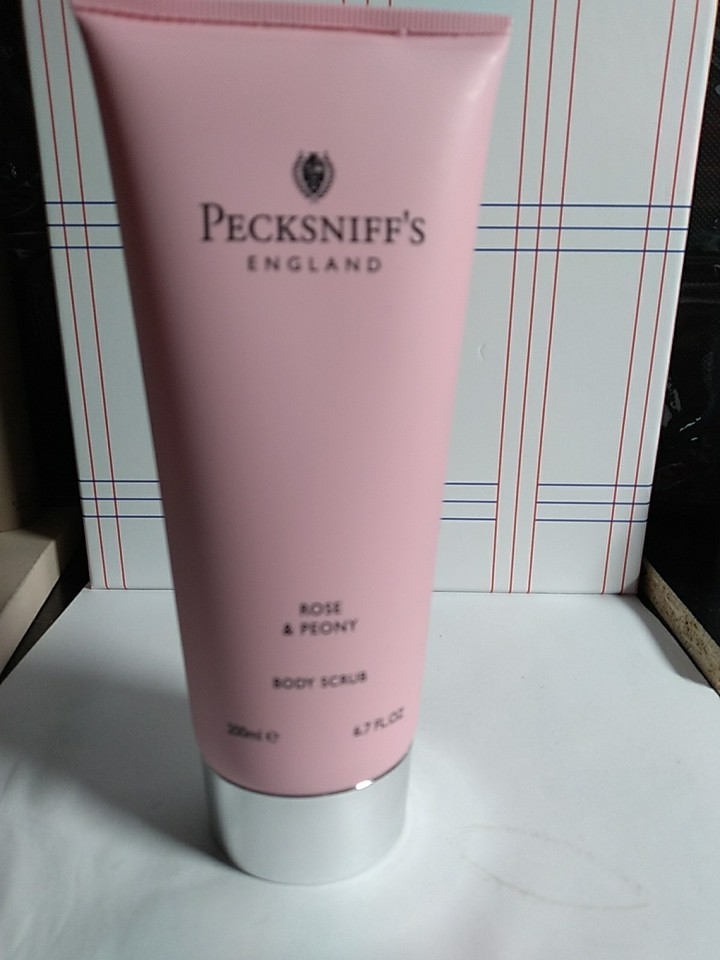 PECKSNIFF'S
ENGLAND
ROSE
& PEONY
BODY SCRUB
200ml ℮ 6.7 FL.OZ